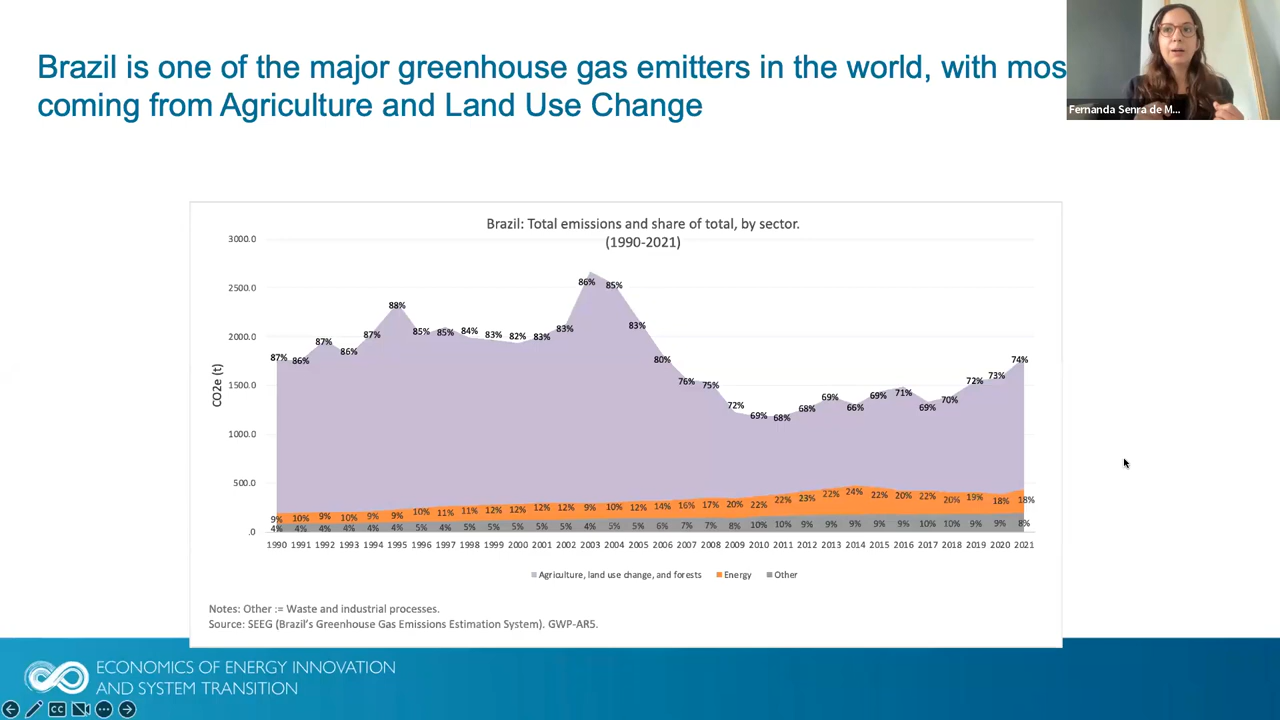 Brazil is one of the major greenhouse gas emitters in the world, with mos
coming from Agriculture and Land Use Change
Fernanda Senra de M...
Brazil: Total emissions and share of total, by sector.
(1990-2021)
CO2e (t)
3000.0
2500.0
2000.0
1500.0
1000.0
500.0
.0
87% 86% 87% 86% 87% 88% 85% 85% 84% 83% 82% 83% 83% 86% 85% 83% 80% 76% 75% 72% 69% 68% 68% 69% 66% 69% 71% 69% 70% 72% 73% 74%
9% 10% 9% 10% 9% 9% 10% 11% 11% 12% 12% 12% 12% 9% 10% 12% 14% 16% 17% 20% 22% 22% 23% 22% 24% 22% 20% 22% 20% 19% 18% 18%
4% 4% 4% 4% 4% 4% 5% 4% 5% 5% 5% 5% 5% 4% 5% 5% 6% 7% 7% 8% 10% 10% 9% 9% 9% 9% 9% 10% 10% 9% 9% 8%
1990 1991 1992 1993 1994 1995 1996 1997 1998 1999 2000 2001 2002 2003 2004 2005 2006 2007 2008 2009 2010 2011 2012 2013 2014 2015 2016 2017 2018 2019 2020 2021
Agriculture, land use change, and forests Energy Other
Notes: Other := Waste and industrial processes.
Source: SEEG (Brazil's Greenhouse Gas Emissions Estimation System). GWP-AR5.
ECONOMICS OF ENERGY INNOVATION
AND SYSTEM TRANSITION
CC